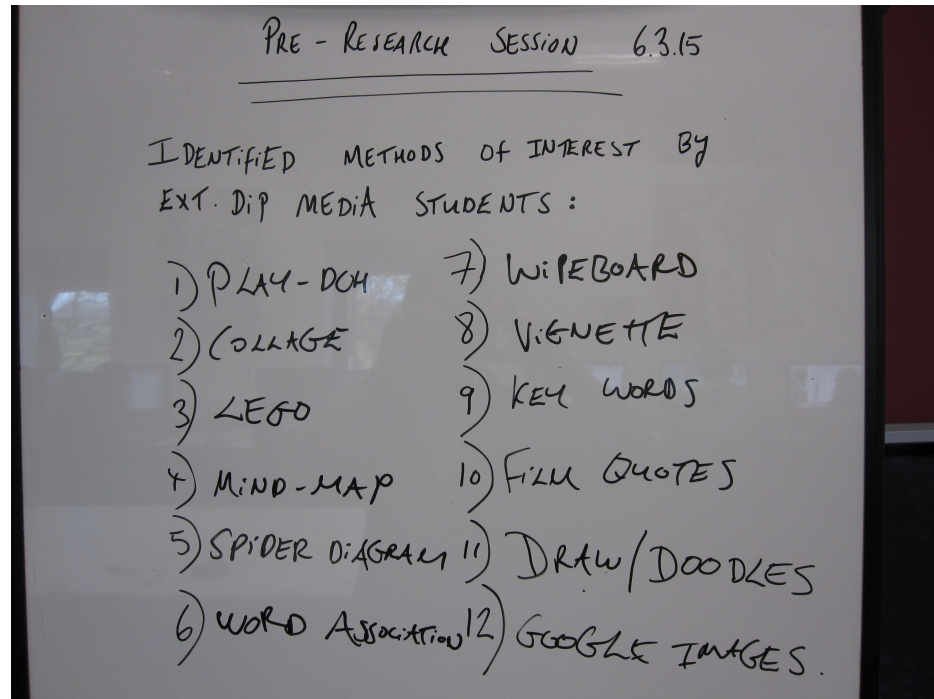 PRE - RESEARCH SESSION 6.3.15
IDENTIFIED METHODS OF INTEREST BY
EXT. DIP MEDIA STUDENTS :
1) PLAY-DOH
2) COLLAGE
3) LEGO
4) MIND-MAP
5) SPIDER DIAGRAM
6) WORD ASSOCIATION
7) WIPEBOARD
8) VIGNETTE
9) KEY WORDS
10) FILM QUOTES
11) DRAW/DOODLES
12) GOOGLE IMAGES.